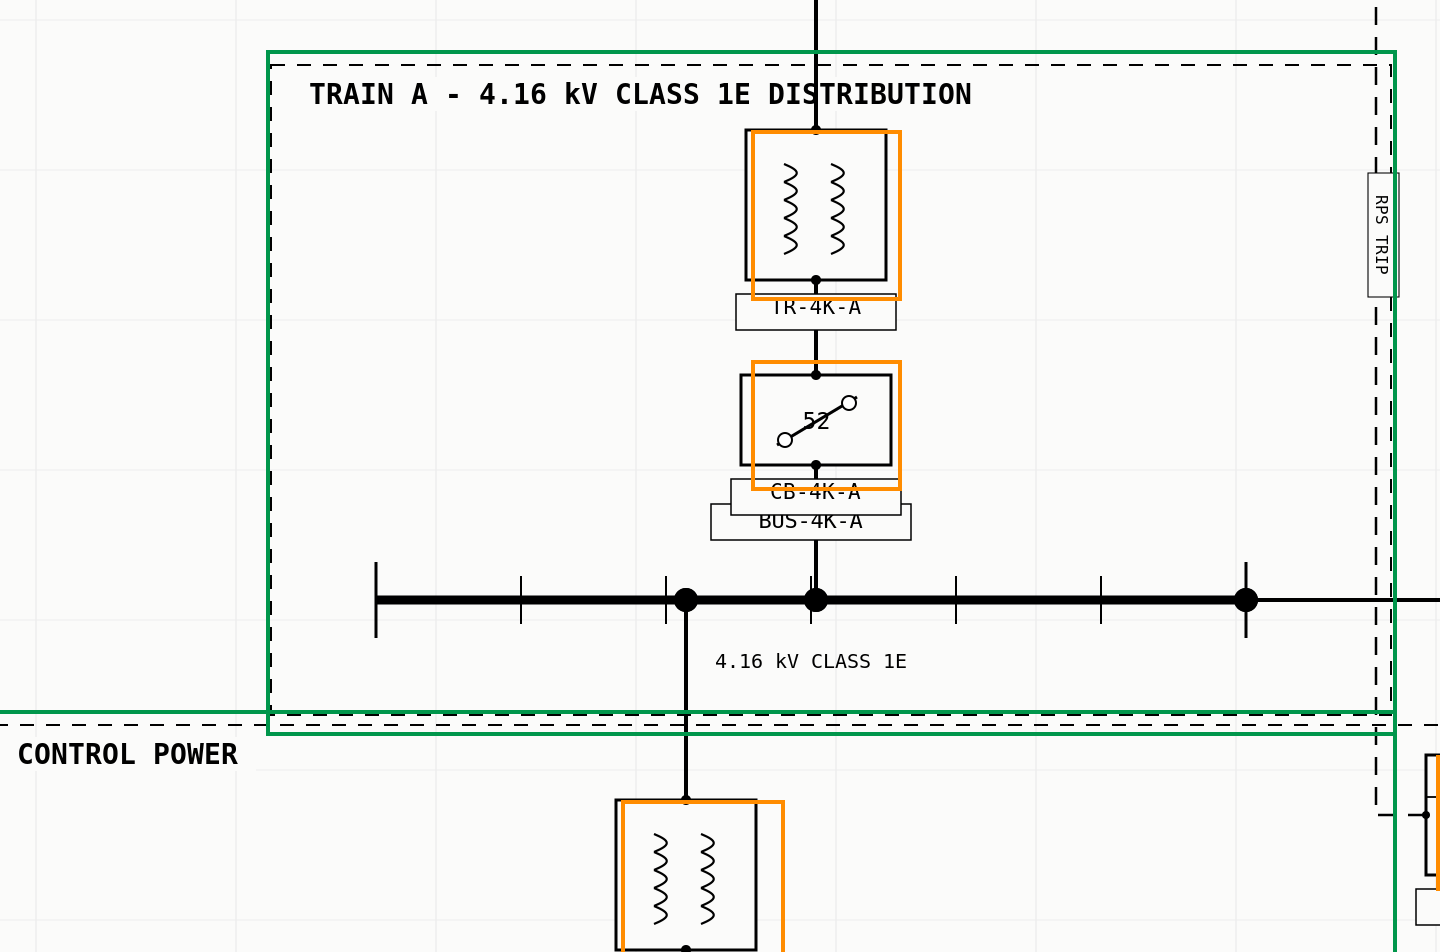 TRAIN A - 4.16 kV CLASS 1E DISTRIBUTION
RPS TRIP
TR-4K-A
52
CB-4K-A
BUS-4K-A
4.16 kV CLASS 1E
CONTROL POWER